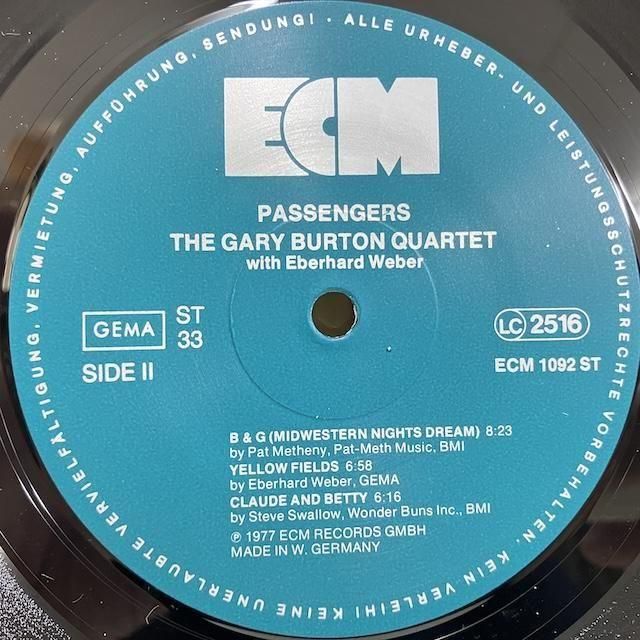 ALLE URHEBER- UND LEISTUNGSSCHUTZRECHTE VORBEHALTEN. KEIN VERLEIH! KEINE UNERLAUBTE VERVIELFÄLTIGUNG, VERMIETUNG, AUFFÜHRUNG, SENDUNG! ·
ECM
PASSENGERS
THE GARY BURTON QUARTET
with Eberhard Weber
GEMA
ST
33
SIDE II
LC 2516
ECM 1092 ST
B & G (MIDWESTERN NIGHTS DREAM) 8:23
by Pat Metheny, Pat-Meth Music, BMI
YELLOW FIELDS 6:58
by Eberhard Weber, GEMA
CLAUDE AND BETTY 6:16
by Steve Swallow, Wonder Buns Inc., BMI
℗ 1977 ECM RECORDS GMBH
MADE IN W. GERMANY